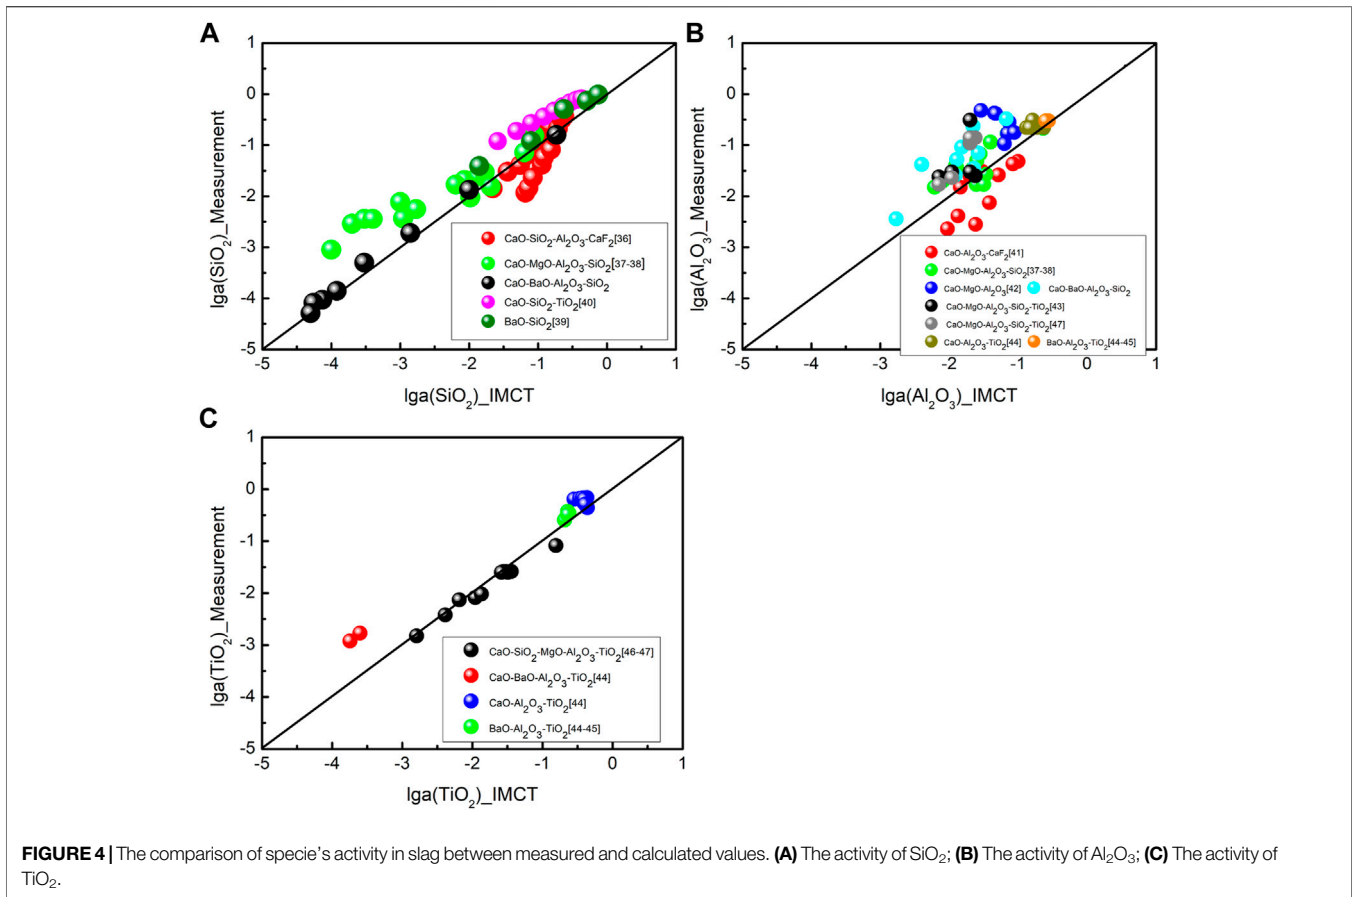 A
1
0
-1
-2
-3
-4
-5
lga(SiO₂)_Measurement
CaO-SiO₂-Al₂O₃-CaF₂[36]
CaO-MgO-Al₂O₃-SiO₂[37-38]
CaO-BaO-Al₂O₃-SiO₂
CaO-SiO₂-TiO₂[40]
BaO-SiO₂[39]
-5 -4 -3 -2 -1 0 1
lga(SiO₂)_IMCT
B
1
0
-1
-2
-3
-4
-5
lga(Al₂O₃)_Measurement
CaO-Al₂O₃-CaF₂[41]
CaO-MgO-Al₂O₃-SiO₂[37-38]
CaO-MgO-Al₂O₃[42] CaO-BaO-Al₂O₃-SiO₂
CaO-MgO-Al₂O₃-SiO₂-TiO₂[43]
CaO-MgO-Al₂O₃-SiO₂-TiO₂[47]
CaO-Al₂O₃-TiO₂[44] BaO-Al₂O₃-TiO₂[44-45]
-5 -4 -3 -2 -1 0 1
lga(Al₂O₃)_IMCT
C
1
0
-1
-2
-3
-4
-5
lga(TiO₂)_Measurement
CaO-SiO₂-MgO-Al₂O₃-TiO₂[46-47]
CaO-BaO-Al₂O₃-TiO₂[44]
CaO-Al₂O₃-TiO₂[44]
BaO-Al₂O₃-TiO₂[44-45]
-5 -4 -3 -2 -1 0 1
lga(TiO₂)_IMCT
FIGURE 4 | The comparison of specie's activity in slag between measured and calculated values. (A) The activity of SiO₂; (B) The activity of Al₂O₃; (C) The activity of
TiO₂.